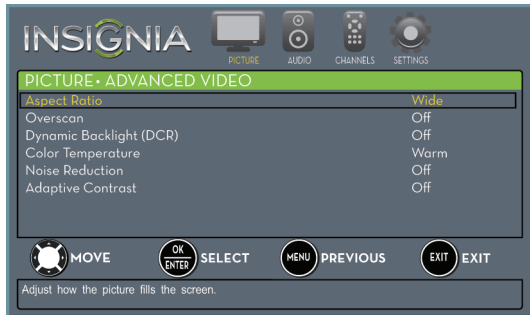 INSIGNIA
PICTURE AUDIO CHANNELS SETTINGS
PICTURE• ADVANCED VIDEO
Aspect Ratio Wide
Overscan Off
Dynamic Backlight (DCR) Off
Color Temperature Warm
Noise Reduction Off
Adaptive Contrast Off
MOVE OK ENTER SELECT MENU PREVIOUS EXIT EXIT
Adjust how the picture fills the screen.